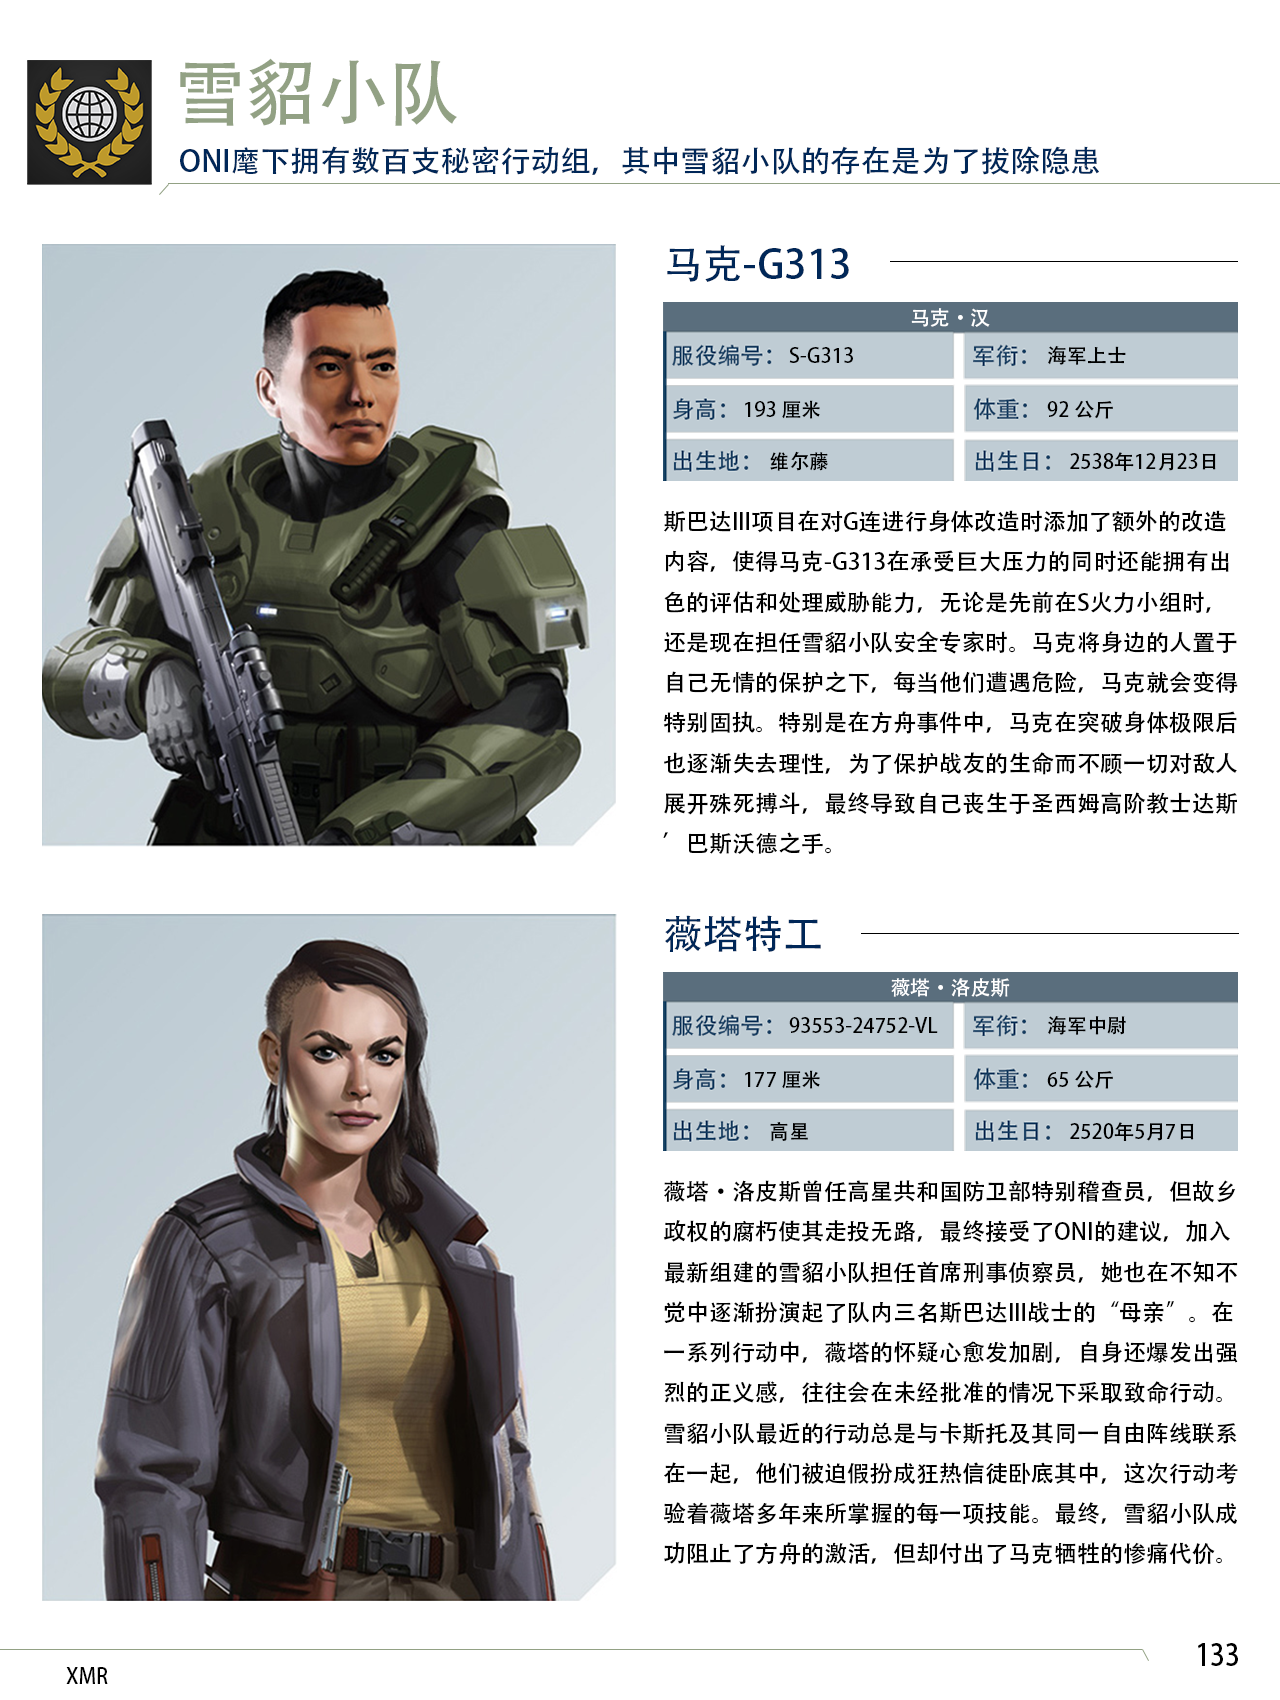 雪貂小队
ONI麾下拥有数百支秘密行动组，其中雪貂小队的存在是为了拔除隐患
马克-G313
马克·汉
服役编号： S-G313 军衔： 海军上士
身高： 193 厘米 体重： 92 公斤
出生地： 维尔藤 出生日： 2538年12月23日
斯巴达III项目在对G连进行身体改造时添加了额外的改造
内容，使得马克-G313在承受巨大压力的同时还能拥有出
色的评估和处理威胁能力，无论是先前在S火力小组时，
还是现在担任雪貂小队安全专家时。马克将身边的人置于
自己无情的保护之下，每当他们遭遇危险，马克就会变得
特别固执。特别是在方舟事件中，马克在突破身体极限后
也逐渐失去理性，为了保护战友的生命而不顾一切对敌人
展开殊死搏斗，最终导致自己丧生于圣西姆高阶教士达斯
′巴斯沃德之手。
薇塔特工
薇塔·洛皮斯
服役编号： 93553-24752-VL 军衔： 海军中尉
身高： 177 厘米 体重： 65 公斤
出生地： 高星 出生日： 2520年5月7日
薇塔·洛皮斯曾任高星共和国防卫部特别稽查员，但故乡
政权的腐朽使其走投无路，最终接受了ONI的建议，加入
最新组建的雪貂小队担任首席刑事侦察员，她也在不知不
觉中逐渐扮演起了队内三名斯巴达III战士的“母亲”。在
一系列行动中，薇塔的怀疑心愈发加剧，自身还爆发出强
烈的正义感，往往会在未经批准的情况下采取致命行动。
雪貂小队最近的行动总是与卡斯托及其同一自由阵线联系
在一起，他们被迫假扮成狂热信徒卧底其中，这次行动考
验着薇塔多年来所掌握的每一项技能。最终，雪貂小队成
功阻止了方舟的激活，但却付出了马克牺牲的惨痛代价。
133
XMR